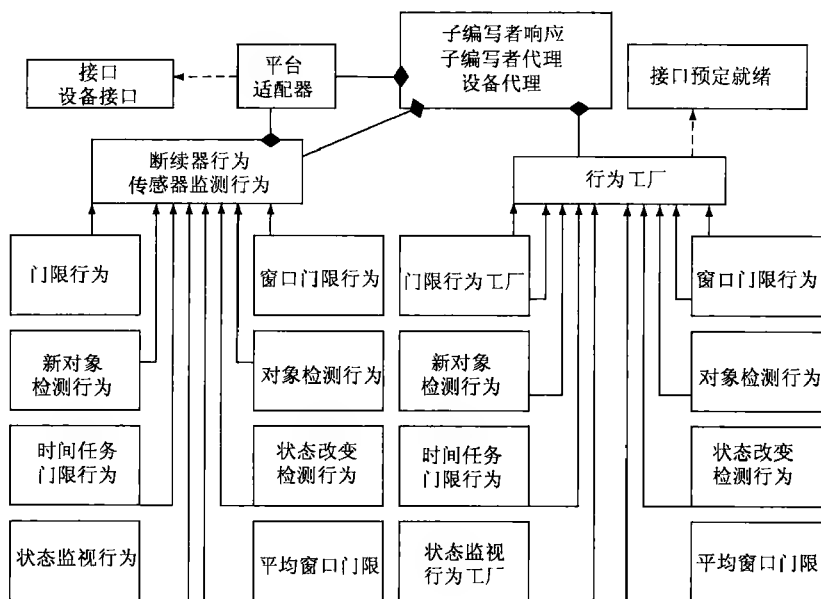 子编写者响应
子编写者代理
设备代理
平台
适配器
接口
设备接口
接口预定就绪
断续器行为
传感器监测行为
行为工厂
门限行为
窗口门限行为
门限行为工厂
窗口门限行为
新对象
检测行为
对象检测行为
新对象
检测行为
对象检测行为
时间任务
门限行为
状态改变
检测行为
时间任务
门限行为
状态改变
检测行为
状态监视行为
平均窗口门限
状态监视
行为工厂
平均窗口门限